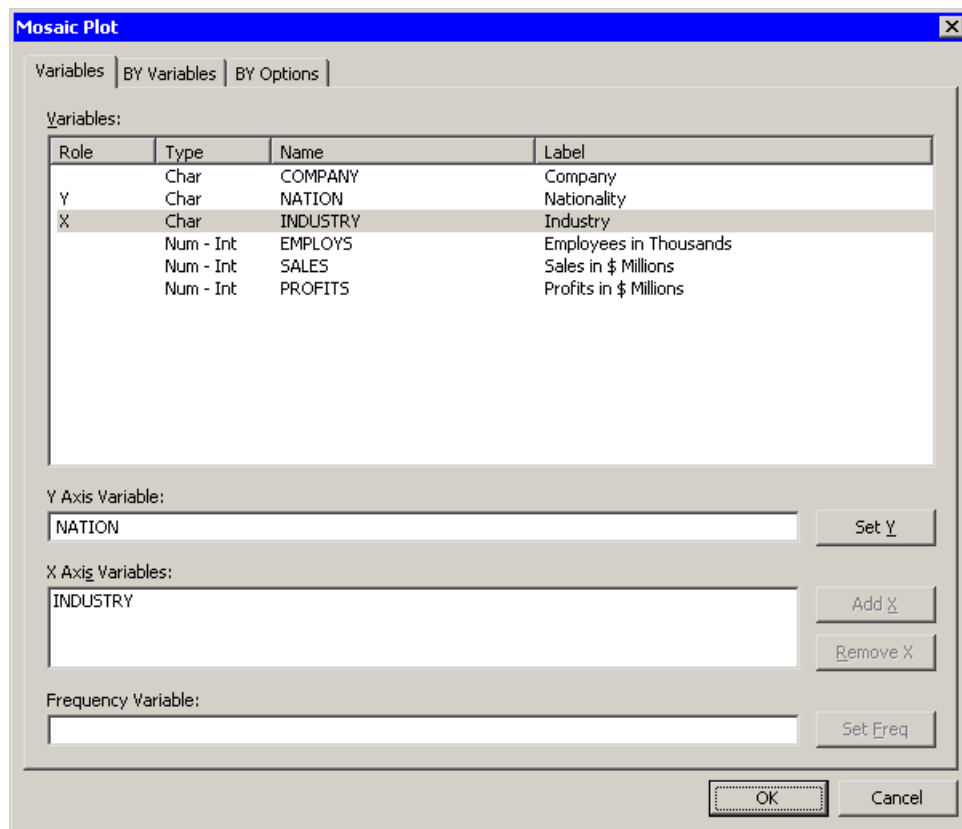 Mosaic Plot
Variables BY Variables BY Options
Variables:
Role Type Name Label
Char COMPANY Company
Y Char NATION Nationality
X Char INDUSTRY Industry
Num - Int EMPLOYS Employees in Thousands
Num - Int SALES Sales in $ Millions
Num - Int PROFITS Profits in $ Millions
Y Axis Variable:
NATION Set Y
X Axis Variables:
INDUSTRY
Add X
Remove X
Frequency Variable:
Set Freq
OK Cancel